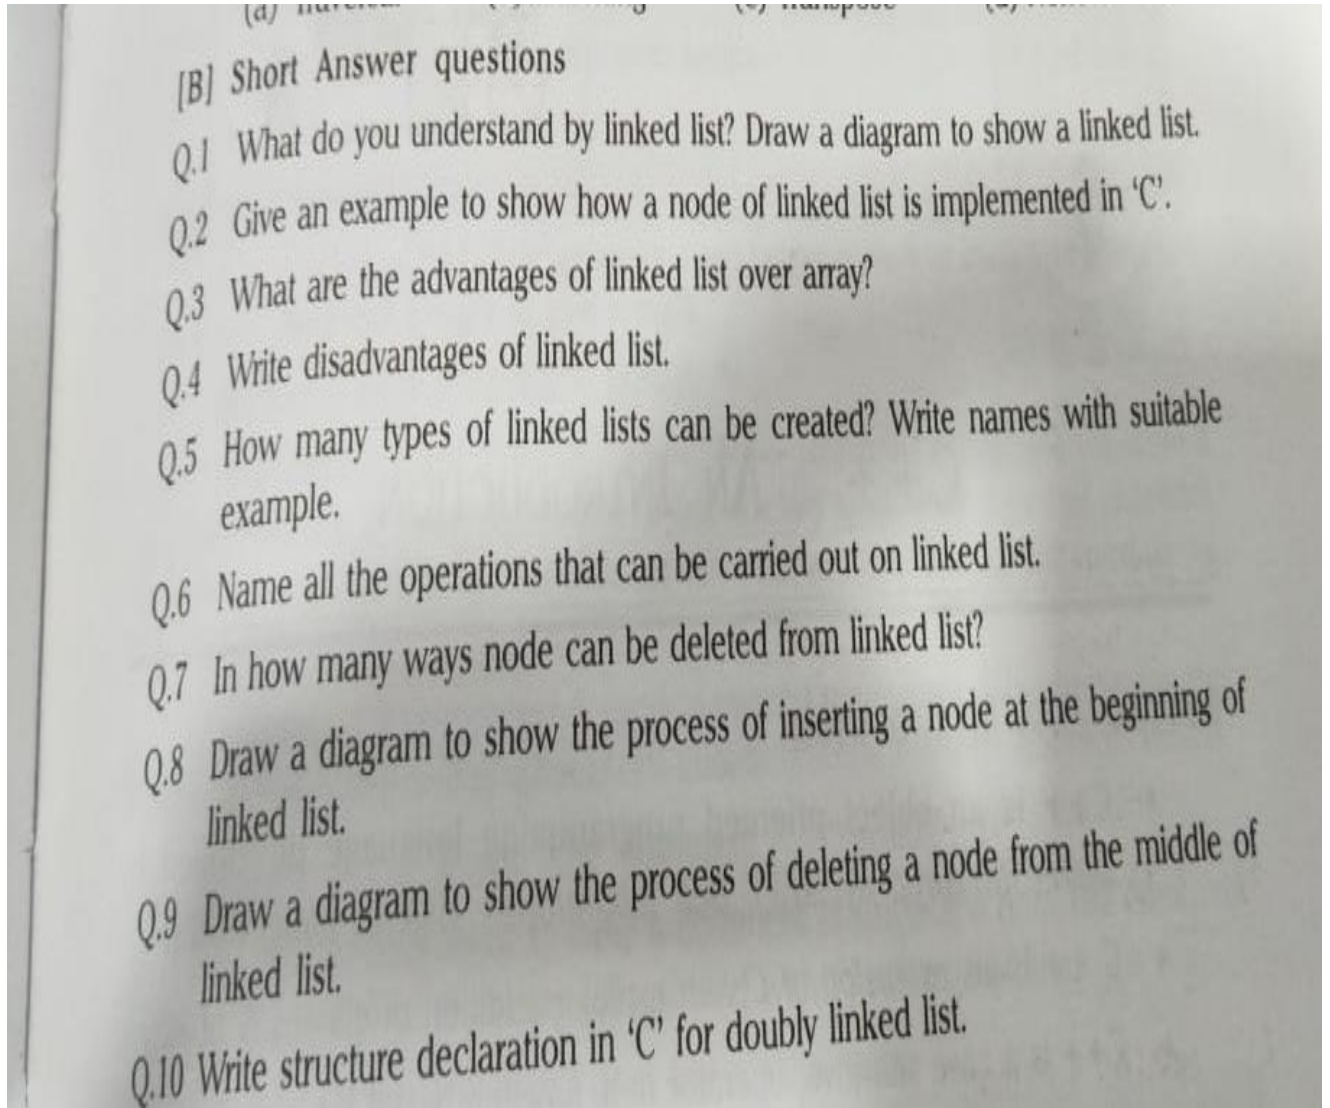 (a)
[B] Short Answer questions
Q.1 What do you understand by linked list? Draw a diagram to show a linked list.
Q.2 Give an example to show how a node of linked list is implemented in ‘C’.
Q.3 What are the advantages of linked list over array?
Q.4 Write disadvantages of linked list.
Q.5 How many types of linked lists can be created? Write names with suitable
example.
Q.6 Name all the operations that can be carried out on linked list.
Q.7 In how many ways node can be deleted from linked list?
Q.8 Draw a diagram to show the process of inserting a node at the beginning of
linked list.
Q.9 Draw a diagram to show the process of deleting a node from the middle of
linked list.
Q.10 Write structure declaration in ‘C’ for doubly linked list.